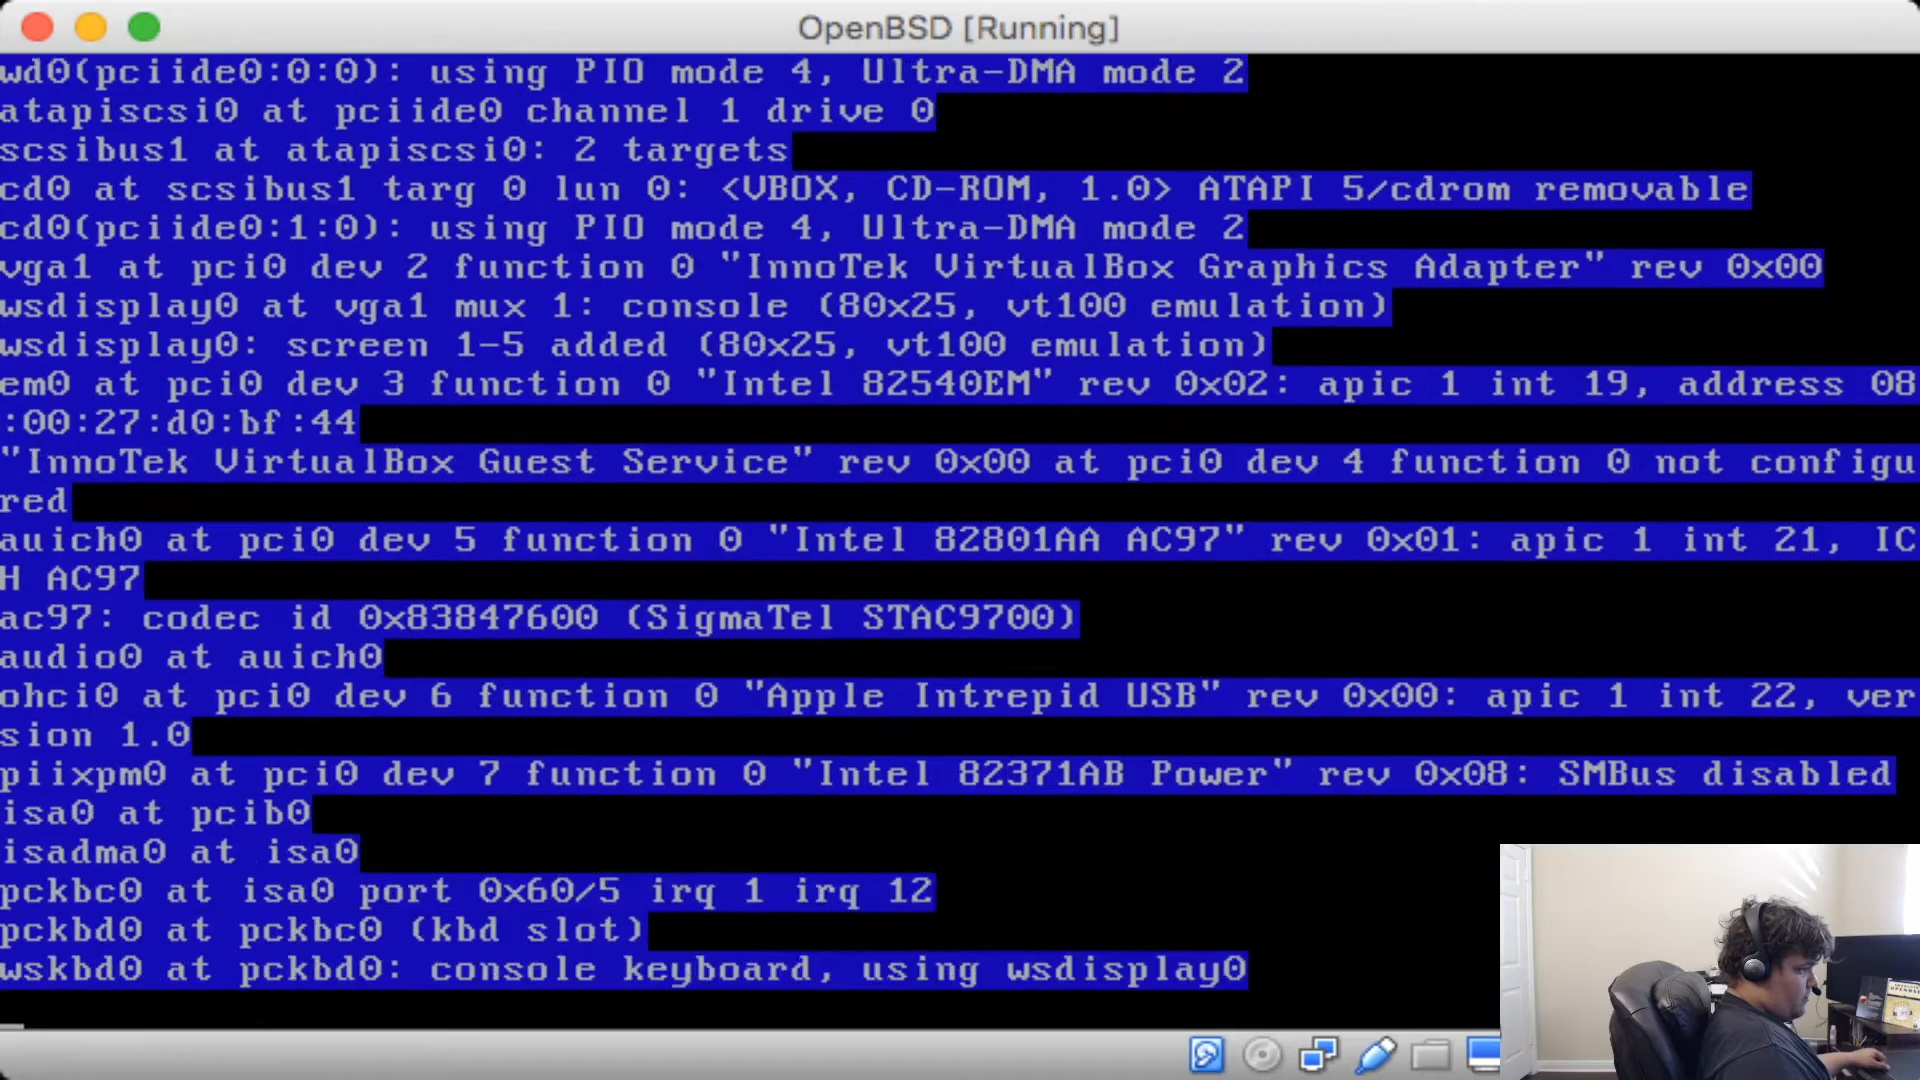 OpenBSD [Running]
wd0(pciide0:0:0): using PIO mode 4, Ultra-DMA mode 2
atapiscsi0 at pciide0 channel 1 drive 0
scsibus1 at atapiscsi0: 2 targets
cd0 at scsibus1 targ 0 lun 0: <VBOX, CD-ROM, 1.0> ATAPI 5/cdrom removable
cd0(pciide0:1:0): using PIO mode 4, Ultra-DMA mode 2
vga1 at pci0 dev 2 function 0 "InnoTek VirtualBox Graphics Adapter" rev 0x00
wsdisplay0 at vga1 mux 1: console (80x25, vt100 emulation)
wsdisplay0: screen 1-5 added (80x25, vt100 emulation)
em0 at pci0 dev 3 function 0 "Intel 82540EM" rev 0x02: apic 1 int 19, address 08
:00:27:d0:bf:44
"InnoTek VirtualBox Guest Service" rev 0x00 at pci0 dev 4 function 0 not configu
red
auich0 at pci0 dev 5 function 0 "Intel 82801AA AC97" rev 0x01: apic 1 int 21, IC
H AC97
ac97: codec id 0x83847600 (SigmaTel STAC9700)
audio0 at auich0
ohci0 at pci0 dev 6 function 0 "Apple Intrepid USB" rev 0x00: apic 1 int 22, ver
sion 1.0
piixpm0 at pci0 dev 7 function 0 "Intel 82371AB Power" rev 0x08: SMBus disabled
isa0 at pcib0
isadma0 at isa0
pckbc0 at isa0 port 0x60/5 irq 1 irq 12
pckbd0 at pckbc0 (kbd slot)
wskbd0 at pckbd0: console keyboard, using wsdisplay0